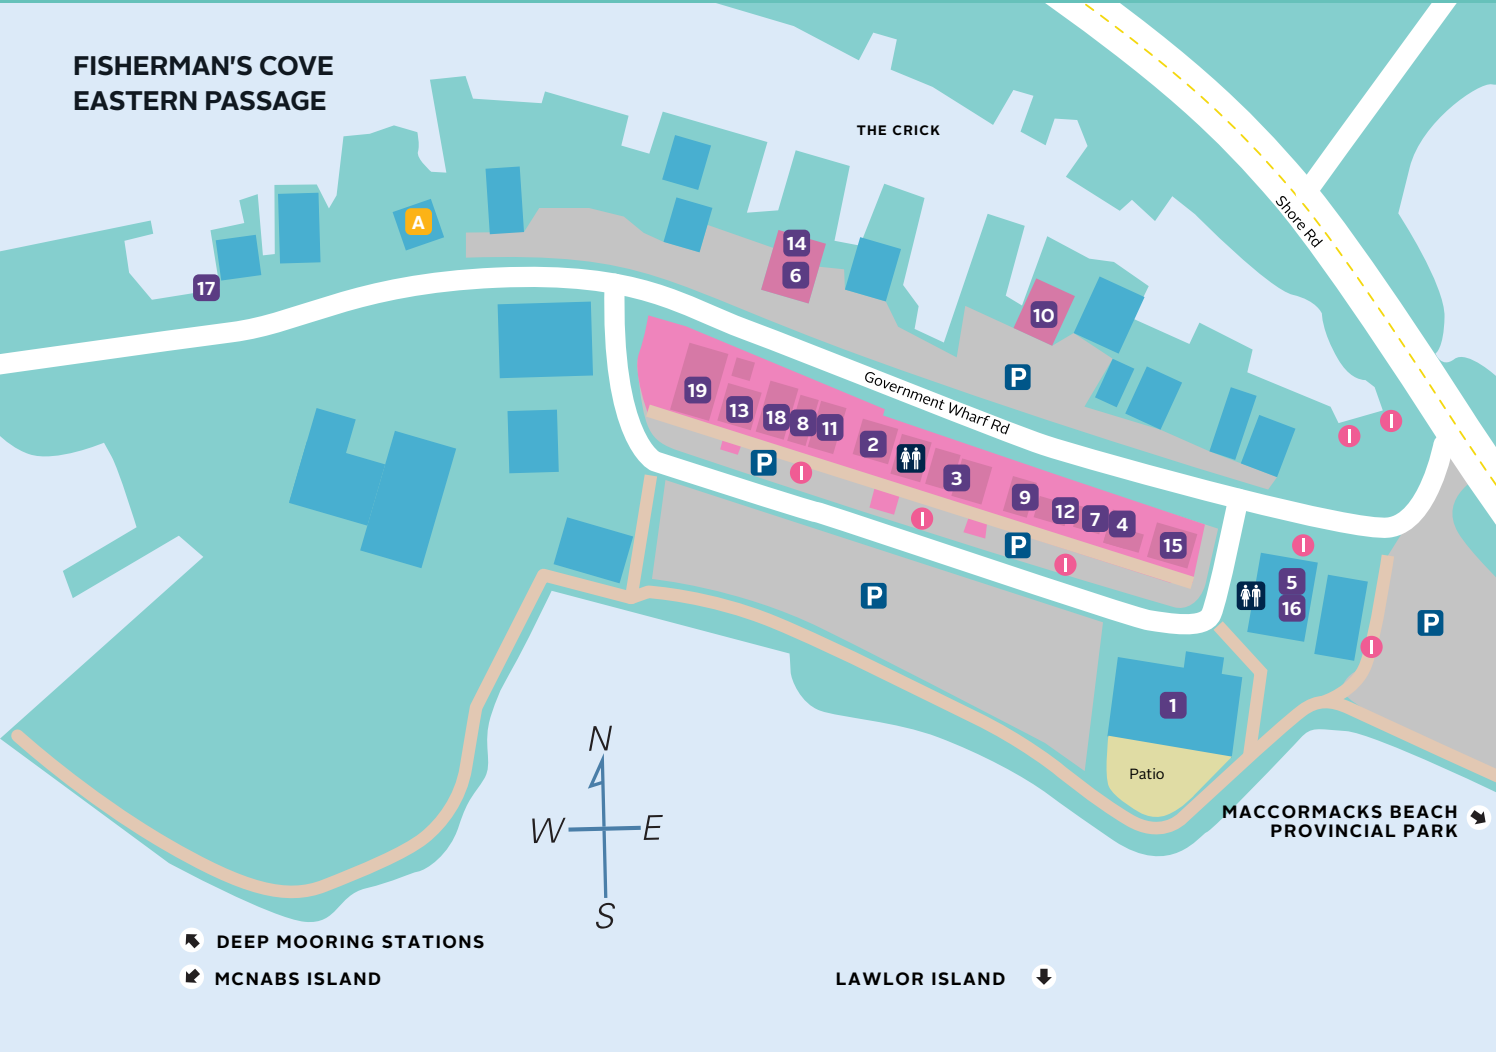 FISHERMAN'S COVE
EASTERN PASSAGE
THE CRICK
Shore Rd
A
14
6
17
10
P
Government Wharf Rd
19
13
18
8
11
2
3
9
12
7
4
15
P
I
I
I
I
I
P
I
I
5
16
P
P
I
1
Patio
N
W
E
S
MACCORMACKS BEACH
PROVINCIAL PARK
DEEP MOORING STATIONS
MCNABS ISLAND
LAWLOR ISLAND